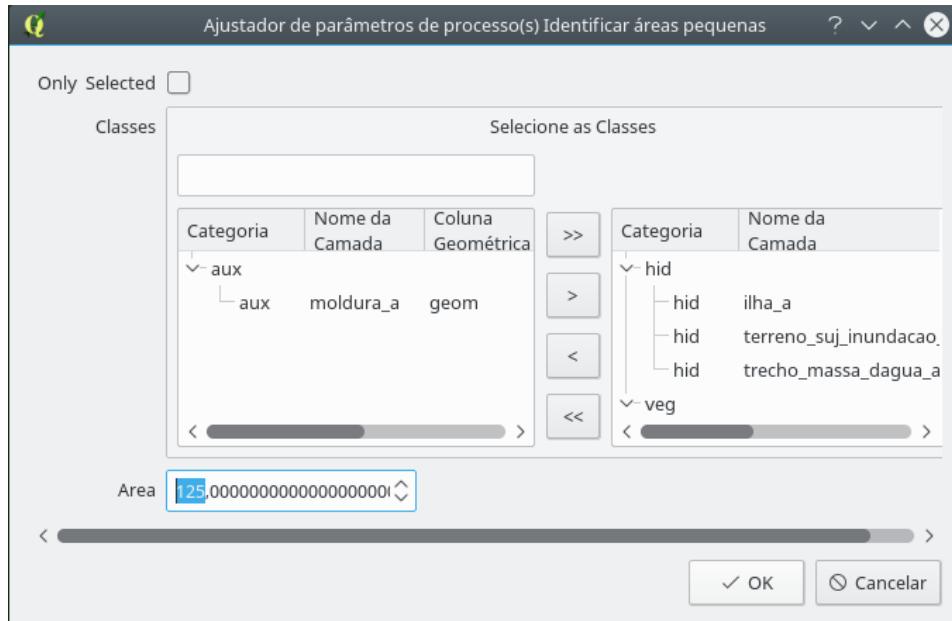 Ajustador de parâmetros de processo(s) Identificar áreas pequenas
Only Selected
Classes
Selecione as Classes
Categoria
Nome da
Camada
Coluna
Geométrica
aux
aux moldura_a geom
>>
>
<
<<
Categoria
Nome da
Camada
hid
hid ilha_a
hid terreno_suj_inundacao_
hid trecho_massa_dagua_a
veg
Area
125,0000000000000000000
OK
Cancelar